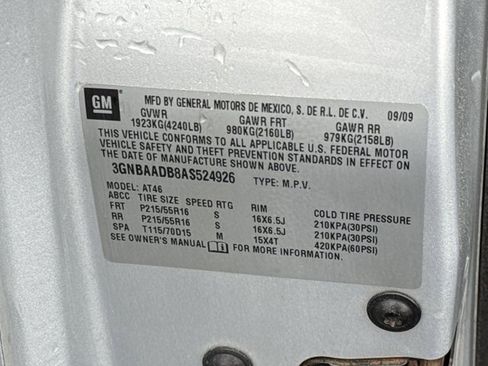 GM
MFD BY GENERAL MOTORS DE MEXICO, S. DE R.L. DE C.V. 09/09
GVWR GAWR FRT GAWR RR
1923KG(4240LB) 980KG(2160LB) 979KG(2158LB)
THIS VEHICLE CONFORMS TO ALL APPLICABLE U.S. FEDERAL MOTOR
VEHICLE SAFETY AND THEFT PREVENTION STANDARDS IN EFFECT ON
THE DATE OF MANUFACTURE SHOWN ABOVE.
3GNBAADB8AS524926 TYPE: M.P.V.
MODEL: AT46
ABCC TIRE SIZE SPEED RTG RIM COLD TIRE PRESSURE
FRT P215/55R16 S 16X6.5J 210KPA(30PSI)
RR P215/55R16 S 16X6.5J 210KPA(30PSI)
SPA T115/70D15 M 15X4T 420KPA(60PSI)
SEE OWNER'S MANUAL FOR MORE INFORMATION.